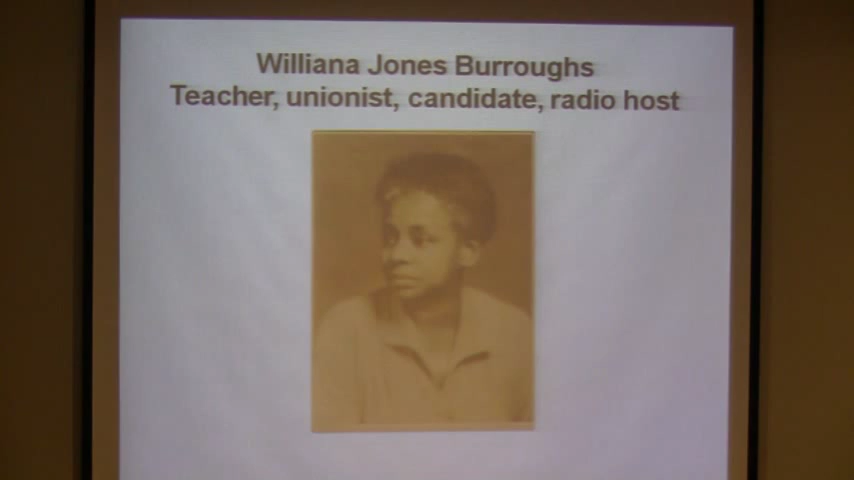 Williana Jones Burroughs
Teacher, unionist, candidate, radio host